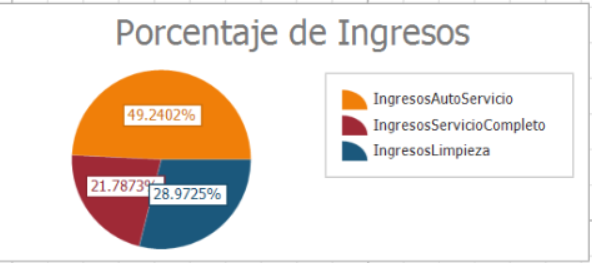 Porcentaje de Ingresos
49.2402%
21.7873%
28.9725%
IngresosAutoServicio
IngresosServicioCompleto
IngresosLimpieza